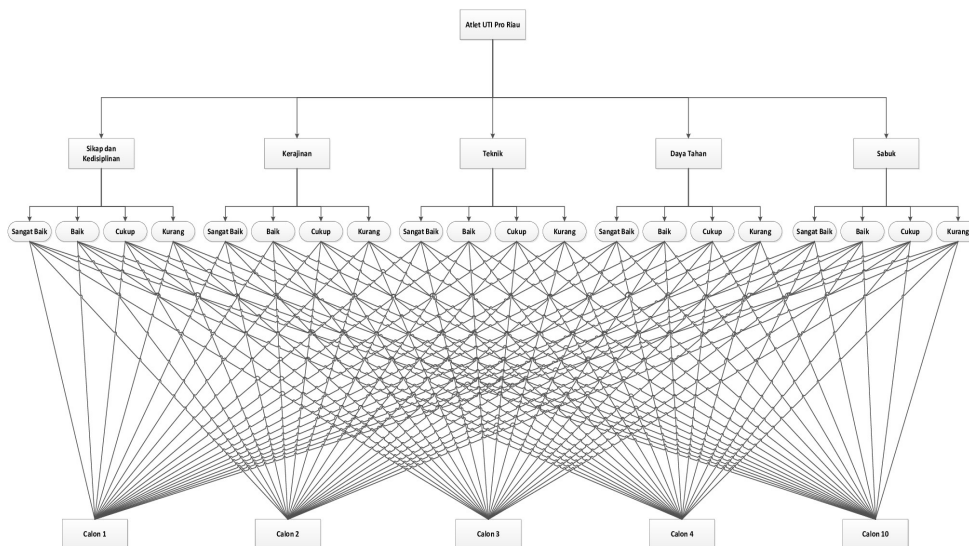 Atlet UTI Pro Riau
Sikap dan
Kedisiplinan
Kerajinan
Teknik
Daya Tahan
Sabuk
Sangat Baik
Baik
Cukup
Kurang
Sangat Baik
Baik
Cukup
Kurang
Sangat Baik
Baik
Cukup
Kurang
Sangat Baik
Baik
Cukup
Kurang
Sangat Baik
Baik
Cukup
Kurang
Calon 1
Calon 2
Calon 3
Calon 4
Calon 10